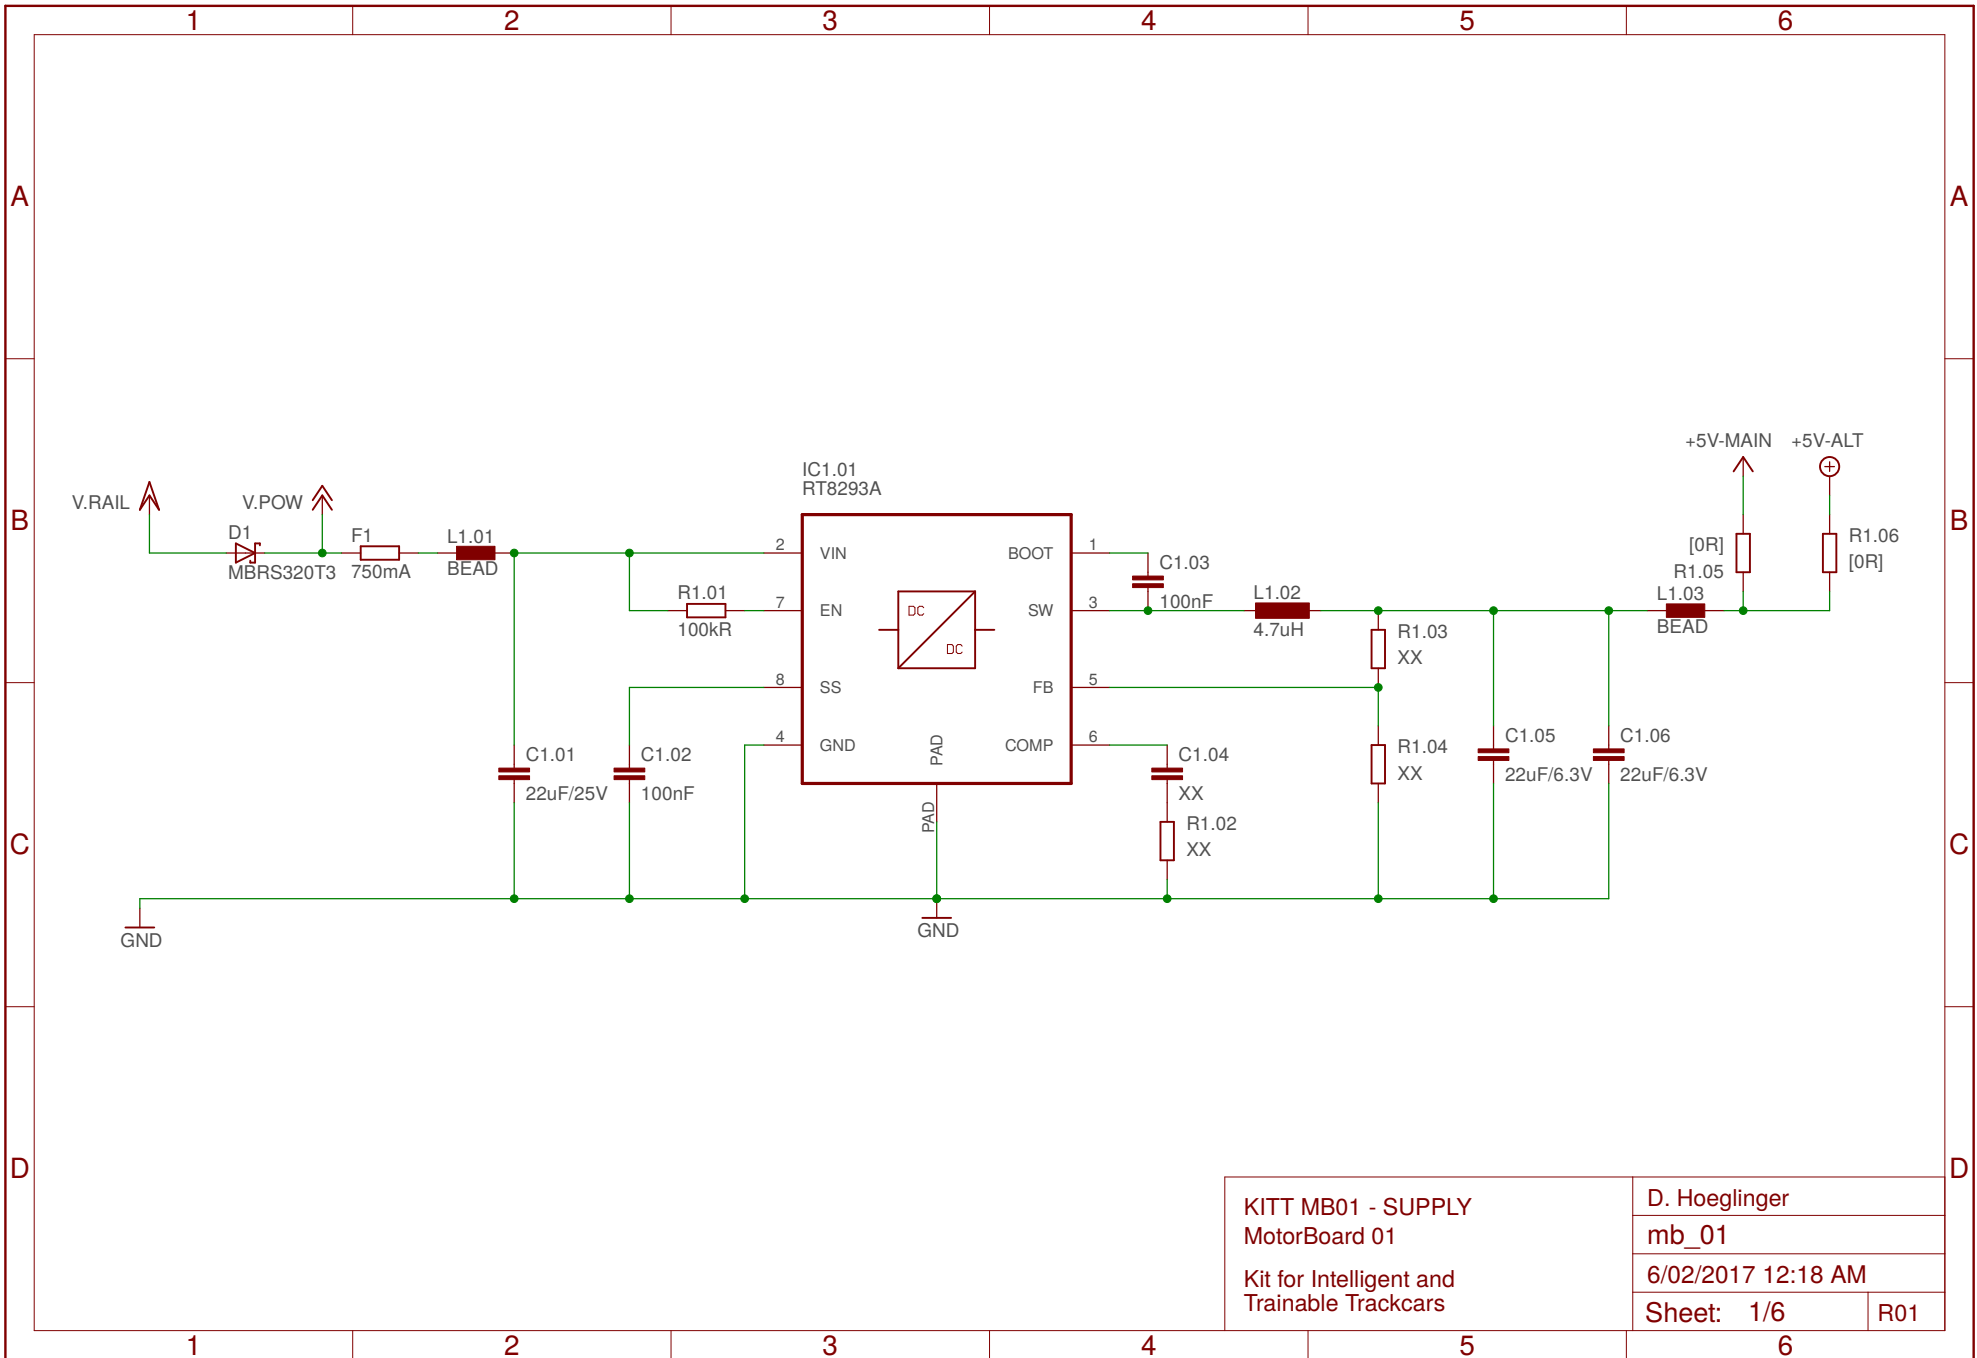 1 2 3 4 5 6
A A
+5V-MAIN +5V-ALT
IC1.01
RT8293A
V.RAIL V.POW
B B
D1 F1 L1.01
MBRS320T3 750mA BEAD
2 VIN BOOT 1
C1.03
100nF
[0R]
R1.05
R1.06
[0R]
R1.01
100kR
7 EN SW 3
DC
DC
L1.02
4.7uH
L1.03
BEAD
R1.03
XX
8 SS FB 5
4 GND COMP 6
PAD
PAD
C1.01
22uF/25V
C1.02
100nF
C1.04
XX
R1.04
XX
C1.05
22uF/6.3V
C1.06
22uF/6.3V
R1.02
XX
C C
GND GND
D D
KITT MB01 - SUPPLY
MotorBoard 01
Kit for Intelligent and
Trainable Trackcars
D. Hoeglinger
mb_01
6/02/2017 12:18 AM
Sheet: 1/6 R01
1 2 3 4 5 6